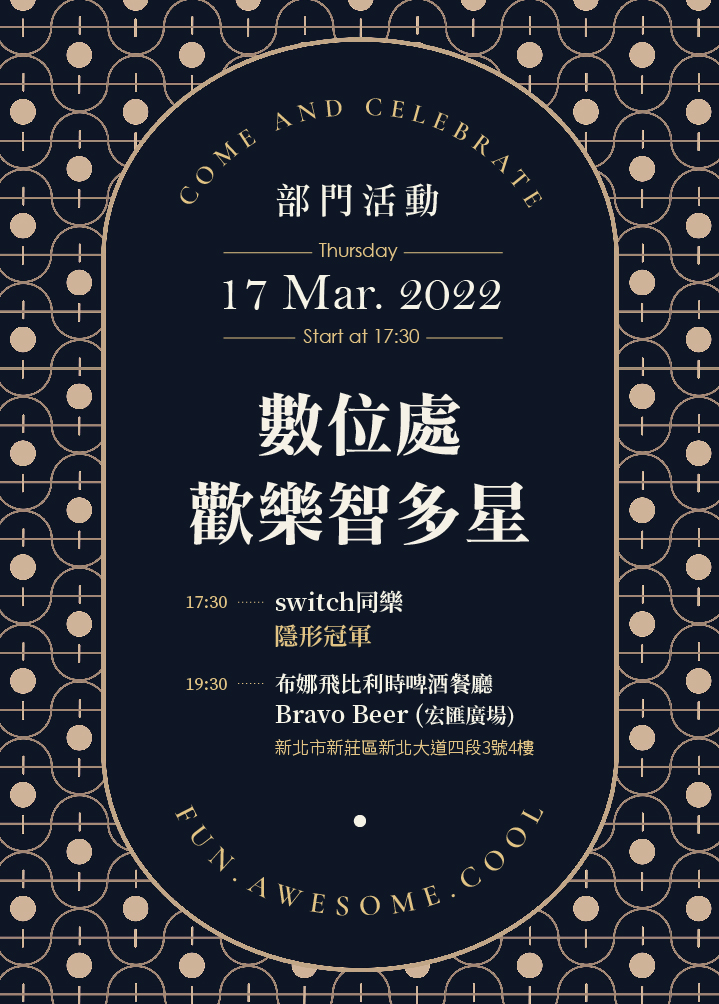 COME AND CELEBRATE
部門活動
Thursday
17 Mar. 2022
Start at 17:30
數位處
歡樂智多星
17:30 ······· switch同樂
隱形冠軍
19:30 ······· 布娜飛比利時啤酒餐廳
Bravo Beer (宏匯廣場)
新北市新莊區新北大道四段3號4樓
FUN.AWESOME.COOL